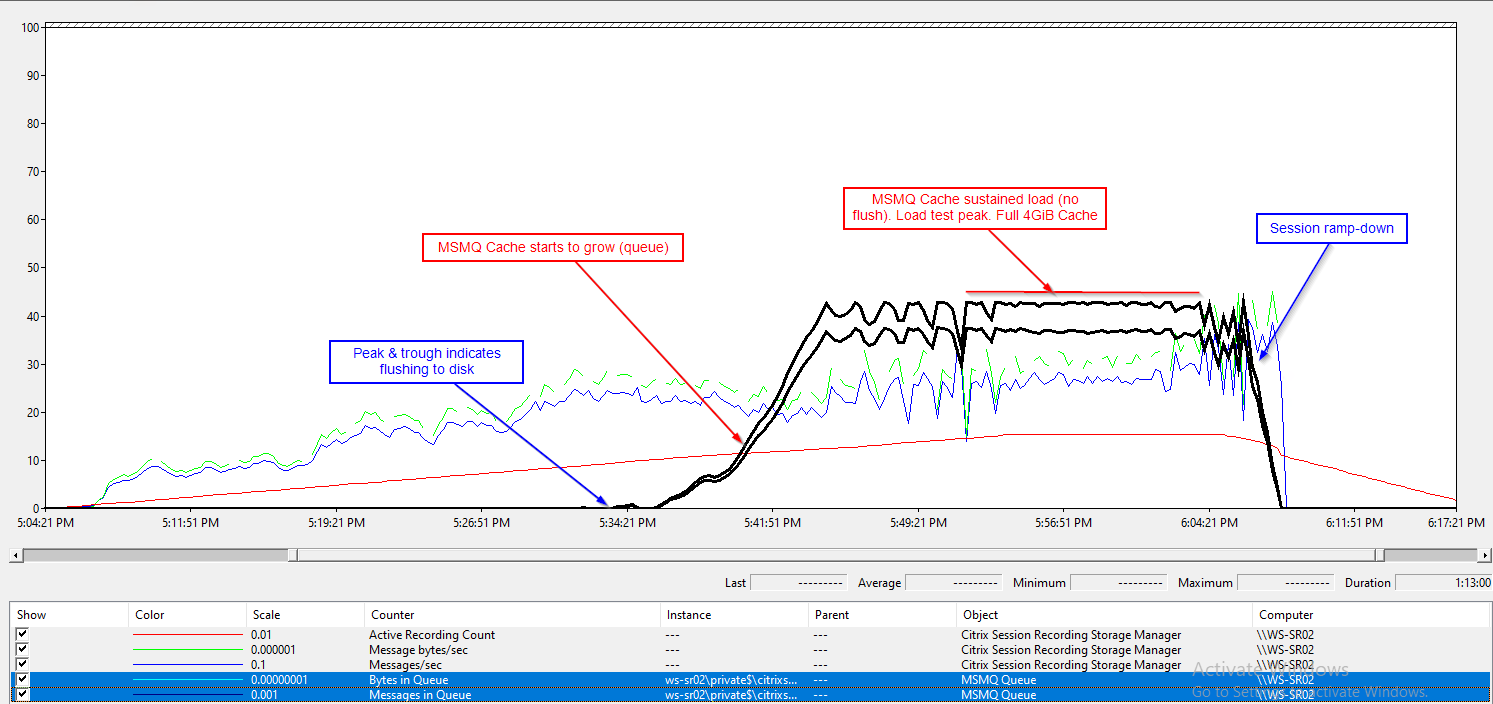 100
90
80
70
60
50
40
30
20
10
0
MSMQ Cache sustained load (no
flush). Load test peak. Full 4GiB Cache
Session ramp-down
MSMQ Cache starts to grow (queue)
Peak & trough indicates
flushing to disk
5:04:21 PM 5:11:51 PM 5:19:21 PM 5:26:51 PM 5:34:21 PM 5:41:51 PM 5:49:21 PM 5:56:51 PM 6:04:21 PM 6:11:51 PM 6:17:21 PM
Last --------- Average --------- Minimum --------- Maximum --------- Duration 1:13:00
Show Color Scale Counter Instance Parent Object Computer
0.01 Active Recording Count --- --- Citrix Session Recording Storage Manager \\WS-SR02
0.000001 Message bytes/sec --- --- Citrix Session Recording Storage Manager \\WS-SR02
0.1 Messages/sec --- --- Citrix Session Recording Storage Manager \\WS-SR02
0.00000001 Bytes in Queue ws-sr02\private$\citrixs... --- MSMQ Queue \\WS-SR02
0.001 Messages in Queue ws-sr02\private$\citrixs... --- MSMQ Queue \\WS-SR02
Activate Windows
Go to Settings to activate Windows.